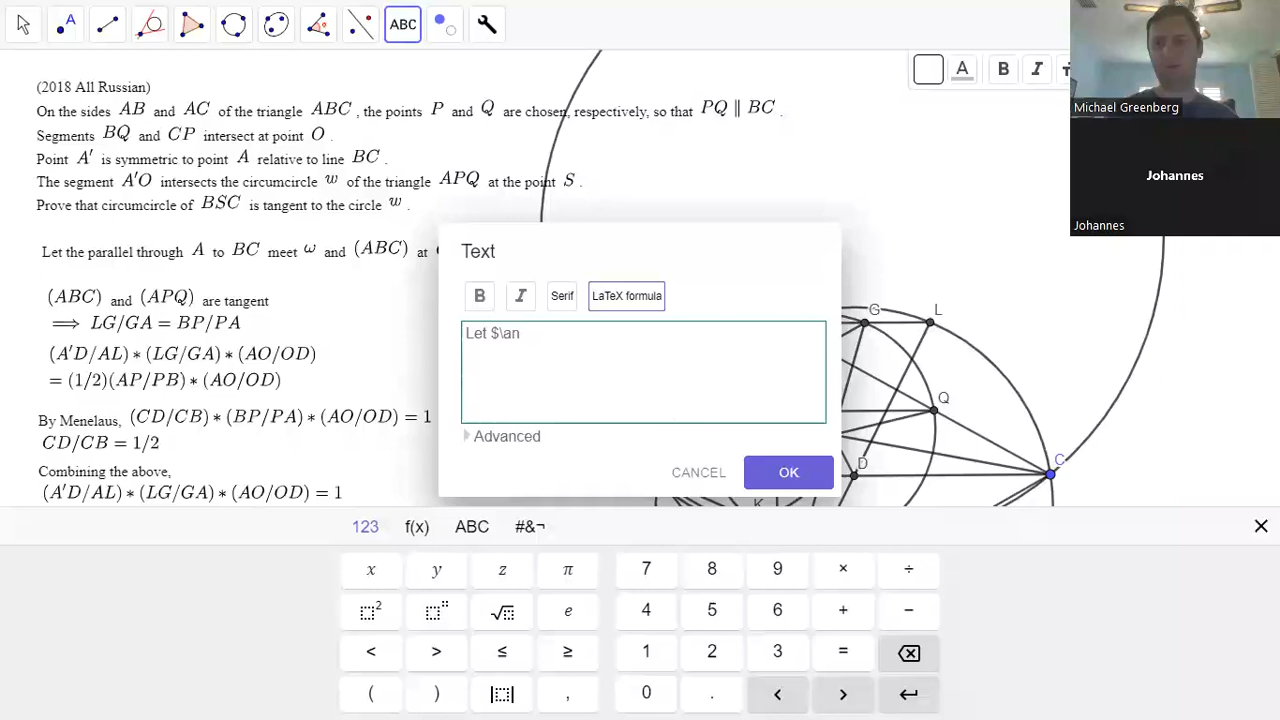 ABC
A B I T
(2018 All Russian)
On the sides AB and AC of the triangle ABC , the points P and Q are chosen, respectively, so that PQ ∥ BC .
Segments BQ and CP intersect at point O .
Point A′ is symmetric to point A relative to line BC .
The segment A′O intersects the circumcircle w of the triangle APQ at the point S .
Prove that circumcircle of BSC is tangent to the circle w .
Let the parallel through A to BC meet ω and (ABC) at
(ABC) and (APQ) are tangent
⟹ LG/GA = BP/PA
(A′D/AL) ∗ (LG/GA) ∗ (AO/OD)
= (1/2)(AP/PB) ∗ (AO/OD)
By Menelaus, (CD/CB) ∗ (BP/PA) ∗ (AO/OD) = 1
CD/CB = 1/2
Combining the above,
(A′D/AL) ∗ (LG/GA) ∗ (AO/OD) = 1
Text
B I Serif LaTeX formula
Let $\an
Advanced
CANCEL OK
G L
Q
D C
K
Michael Greenberg
Johannes
Johannes
123 f(x) ABC #&¬
x y z π 7 8 9 × ÷
e 4 5 6 + −
< > ≤ ≥ 1 2 3 =
( ) , 0 . < >